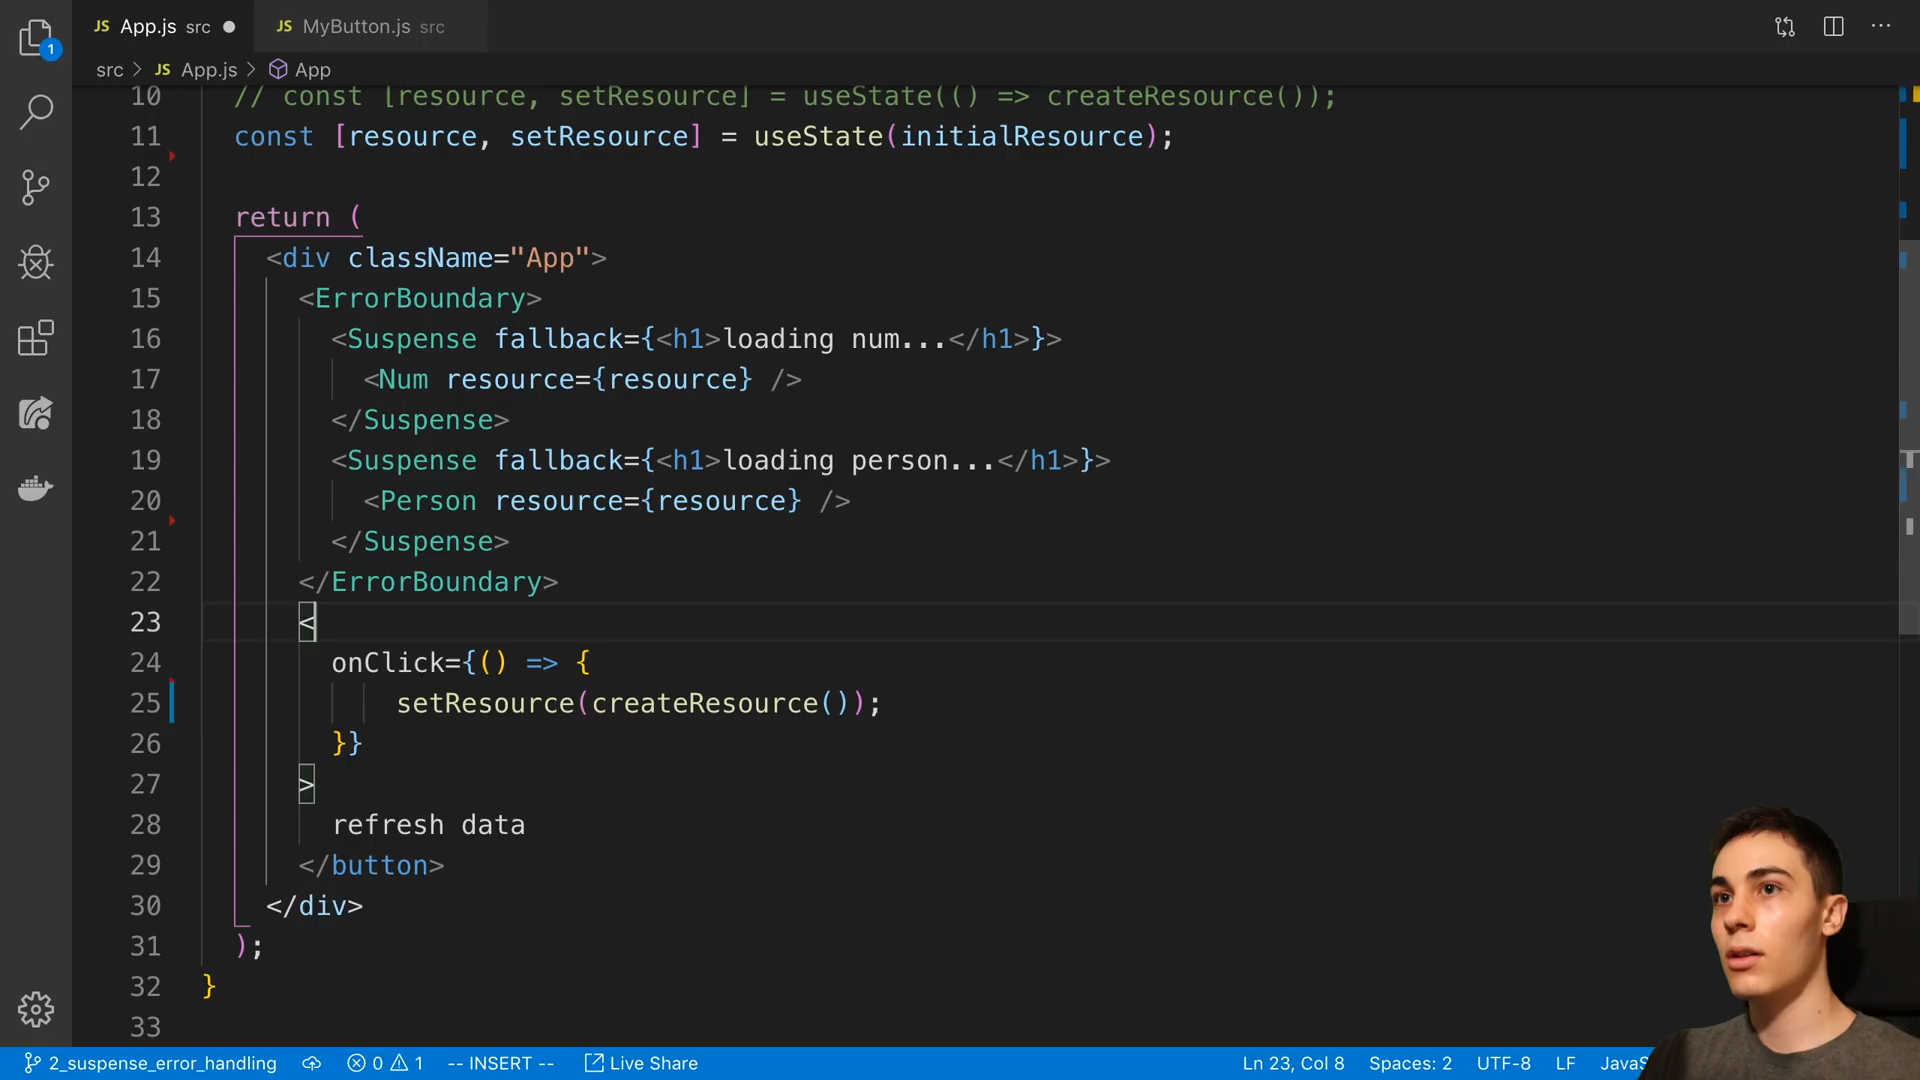 JS App.js src
JS MyButton.js src
1
src > JS App.js > App
10 // const [resource, setResource] = useState(() => createResource());
11 const [resource, setResource] = useState(initialResource);
12
13 return (
14 <div className="App">
15 <ErrorBoundary>
16 <Suspense fallback={<h1>loading num...</h1>}>
17 <Num resource={resource} />
18 </Suspense>
19 <Suspense fallback={<h1>loading person...</h1>}>
20 <Person resource={resource} />
21 </Suspense>
22 </ErrorBoundary>
23 <
24 onClick={() => {
25 setResource(createResource());
26 }}
27 >
28 refresh data
29 </button>
30 </div>
31 );
32 }
33
2_suspense_error_handling 0 1 -- INSERT -- Live Share Ln 23, Col 8 Spaces: 2 UTF-8 LF